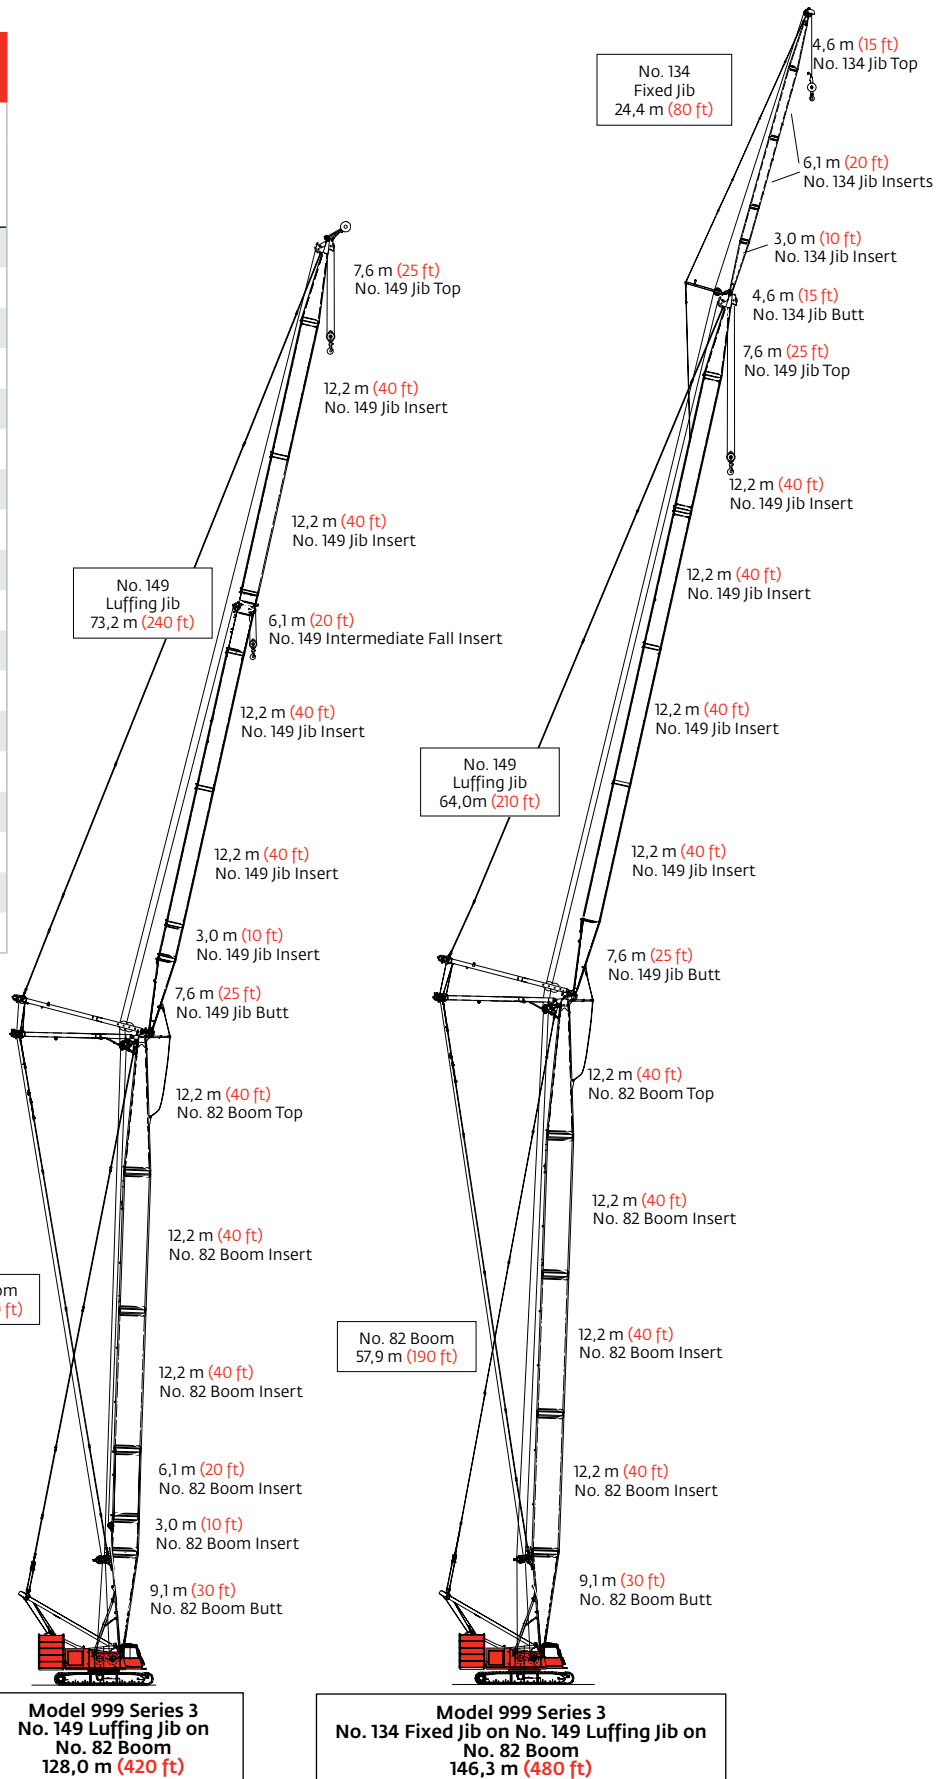 7,6 m (25 ft)
No. 149 Jib Top
12,2 m (40 ft)
No. 149 Jib Insert
12,2 m (40 ft)
No. 149 Jib Insert
No. 149
Luffing Jib
73,2 m (240 ft)
6,1 m (20 ft)
No. 149 Intermediate Fall Insert
12,2 m (40 ft)
No. 149 Jib Insert
12,2 m (40 ft)
No. 149 Jib Insert
3,0 m (10 ft)
No. 149 Jib Insert
7,6 m (25 ft)
No. 149 Jib Butt
12,2 m (40 ft)
No. 82 Boom Top
12,2 m (40 ft)
No. 82 Boom Insert
om
ft)
12,2 m (40 ft)
No. 82 Boom Insert
6,1 m (20 ft)
No. 82 Boom Insert
3,0 m (10 ft)
No. 82 Boom Insert
9,1 m (30 ft)
No. 82 Boom Butt
Model 999 Series 3
No. 149 Luffing Jib on
No. 82 Boom
128,0 m (420 ft)
No. 134
Fixed Jib
24,4 m (80 ft)
4,6 m (15 ft)
No. 134 Jib Top
6,1 m (20 ft)
No. 134 Jib Inserts
3,0 m (10 ft)
No. 134 Jib Insert
4,6 m (15 ft)
No. 134 Jib Butt
7,6 m (25 ft)
No. 149 Jib Top
12,2 m (40 ft)
No. 149 Jib Insert
12,2 m (40 ft)
No. 149 Jib Insert
12,2 m (40 ft)
No. 149 Jib Insert
No. 149
Luffing Jib
64,0m (210 ft)
12,2 m (40 ft)
No. 149 Jib Insert
7,6 m (25 ft)
No. 149 Jib Butt
12,2 m (40 ft)
No. 82 Boom Top
12,2 m (40 ft)
No. 82 Boom Insert
No. 82 Boom
57,9 m (190 ft)
12,2 m (40 ft)
No. 82 Boom Insert
12,2 m (40 ft)
No. 82 Boom Insert
9,1 m (30 ft)
No. 82 Boom Butt
Model 999 Series 3
No. 134 Fixed Jib on No. 149 Luffing Jib on
No. 82 Boom
146,3 m (480 ft)